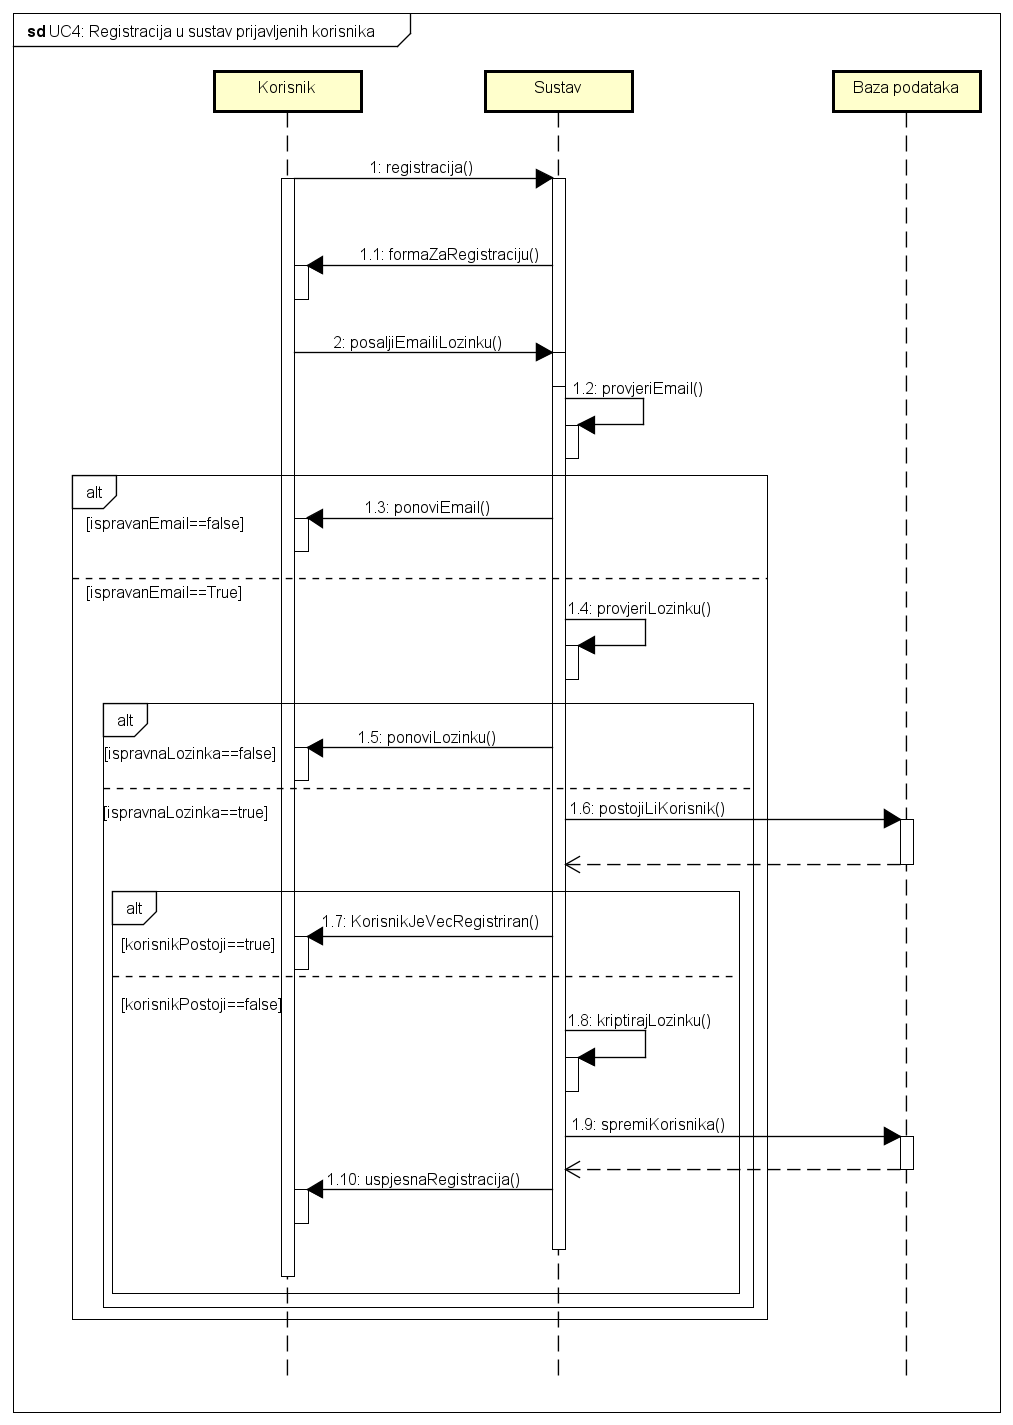 sd UC4: Registracija u sustav prijavljenih korisnika
Korisnik
Sustav
Baza podataka
1: registracija()
1.1: formaZaRegistraciju()
2: posaljiEmailiLozinku()
1.2: provjeriEmail()
alt
1.3: ponoviEmail()
[ispravanEmail==false]
[ispravanEmail==True]
1.4: provjeriLozinku()
alt
1.5: ponoviLozinku()
[ispravnaLozinka==false]
[ispravnaLozinka==true]
1.6: postojiLiKorisnik()
alt
1.7: KorisnikJeVecRegistriran()
[korisnikPostoji==true]
[korisnikPostoji==false]
1.8: kriptirajLozinku()
1.9: spremiKorisnika()
1.10: uspjesnaRegistracija()